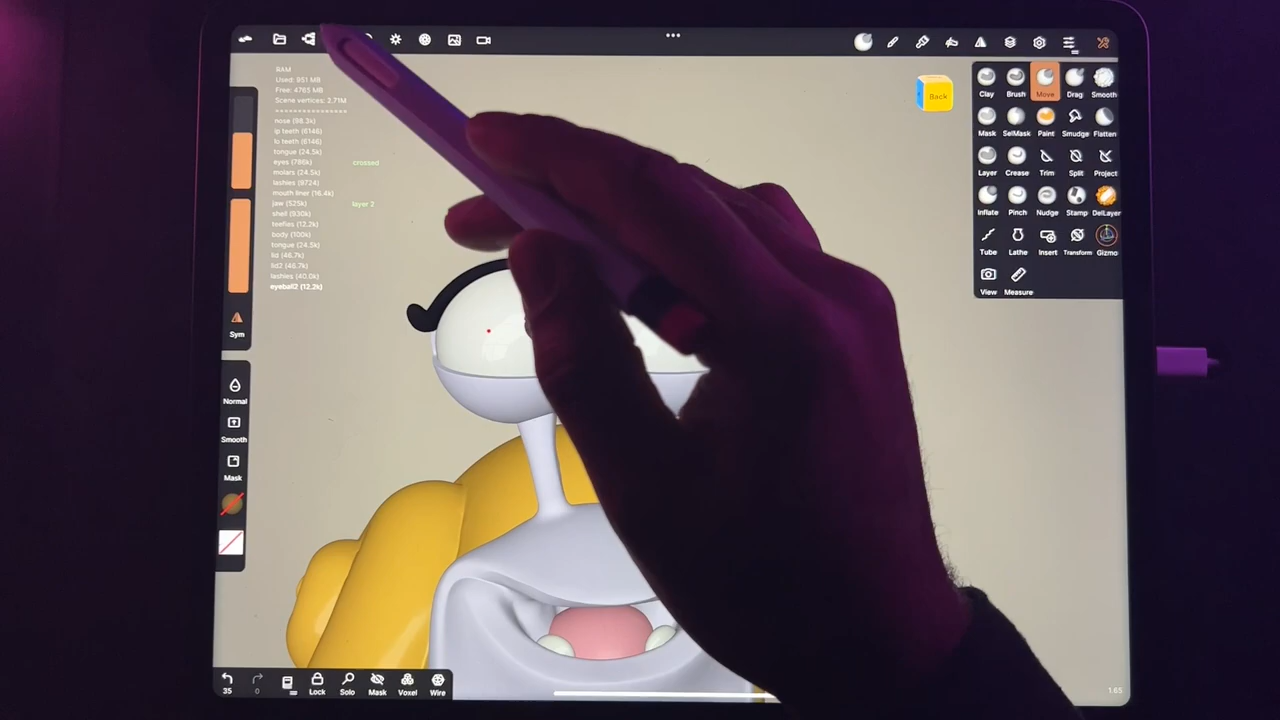 RAM
Used: 951 MB
Free: 4765 MB
Scene vertices: 2.71M
nose (98.3k)
lp teeth (6146)
lo teeth (6146)
tongue (24.5k)
eyes (786k) crossed
molars (24.5k)
lashies (9724)
mouth liner (16.4k)
jaw (525k) layer 2
shell (930k)
teefies (12.2k)
body (100k)
tongue (24.5k)
lid (46.7k)
lid2 (46.7k)
lashies (40.0k)
eyeball2 (12.2k)
Sym
Normal
Smooth
Mask
Back
Clay Brush Move Drag Smooth
Mask SelMask Paint Smudge Flatten
Layer Crease Trim Split Project
Inflate Pinch Nudge Stamp DelLayer
Tube Lathe Insert Transform Gizmo
View Measure
35 0 Lock Solo Mask Voxel Wire
1.65